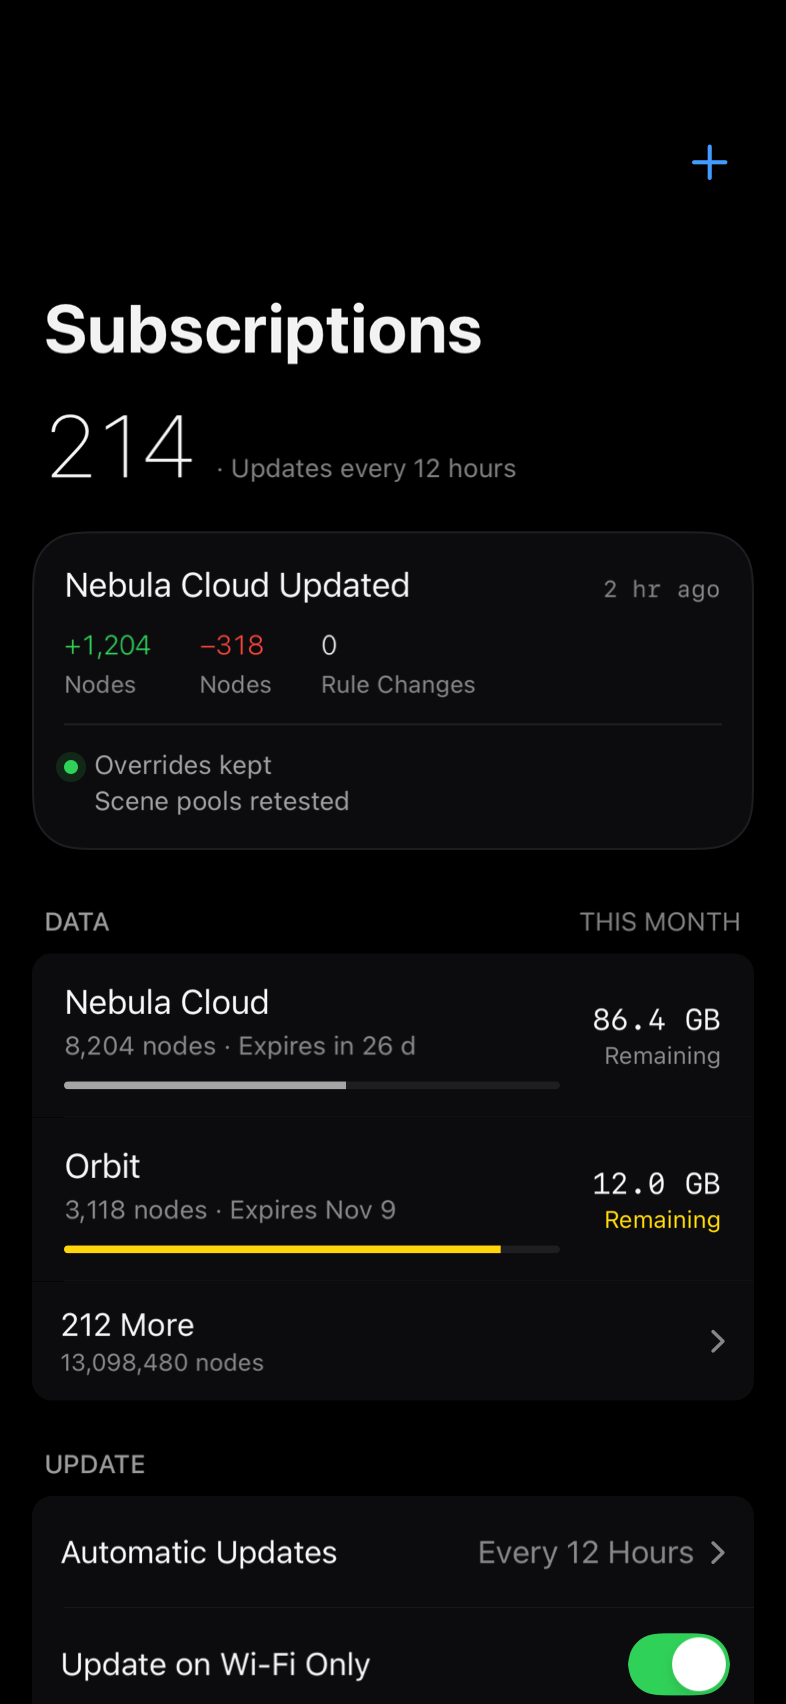 Subscriptions
214 · Updates every 12 hours
Nebula Cloud Updated 2 hr ago
+1,204 −318 0
Nodes Nodes Rule Changes
Overrides kept
Scene pools retested
DATA THIS MONTH
Nebula Cloud
8,204 nodes · Expires in 26 d
86.4 GB
Remaining
Orbit
3,118 nodes · Expires Nov 9
12.0 GB
Remaining
212 More
13,098,480 nodes
UPDATE
Automatic Updates Every 12 Hours
Update on Wi-Fi Only